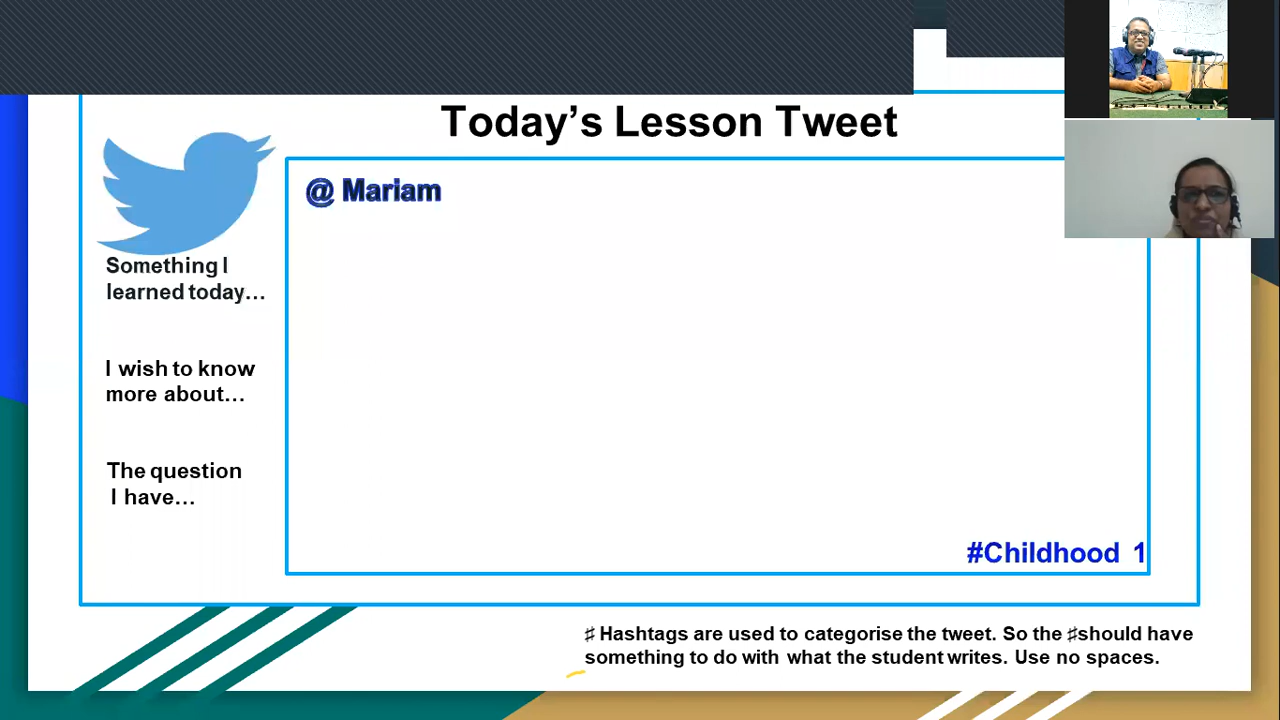 Today’s Lesson Tweet
@ Mariam
Something I
learned today…
I wish to know
more about…
The question
I have…
#Childhood 1
♯ Hashtags are used to categorise the tweet. So the ♯should have
something to do with what the student writes. Use no spaces.